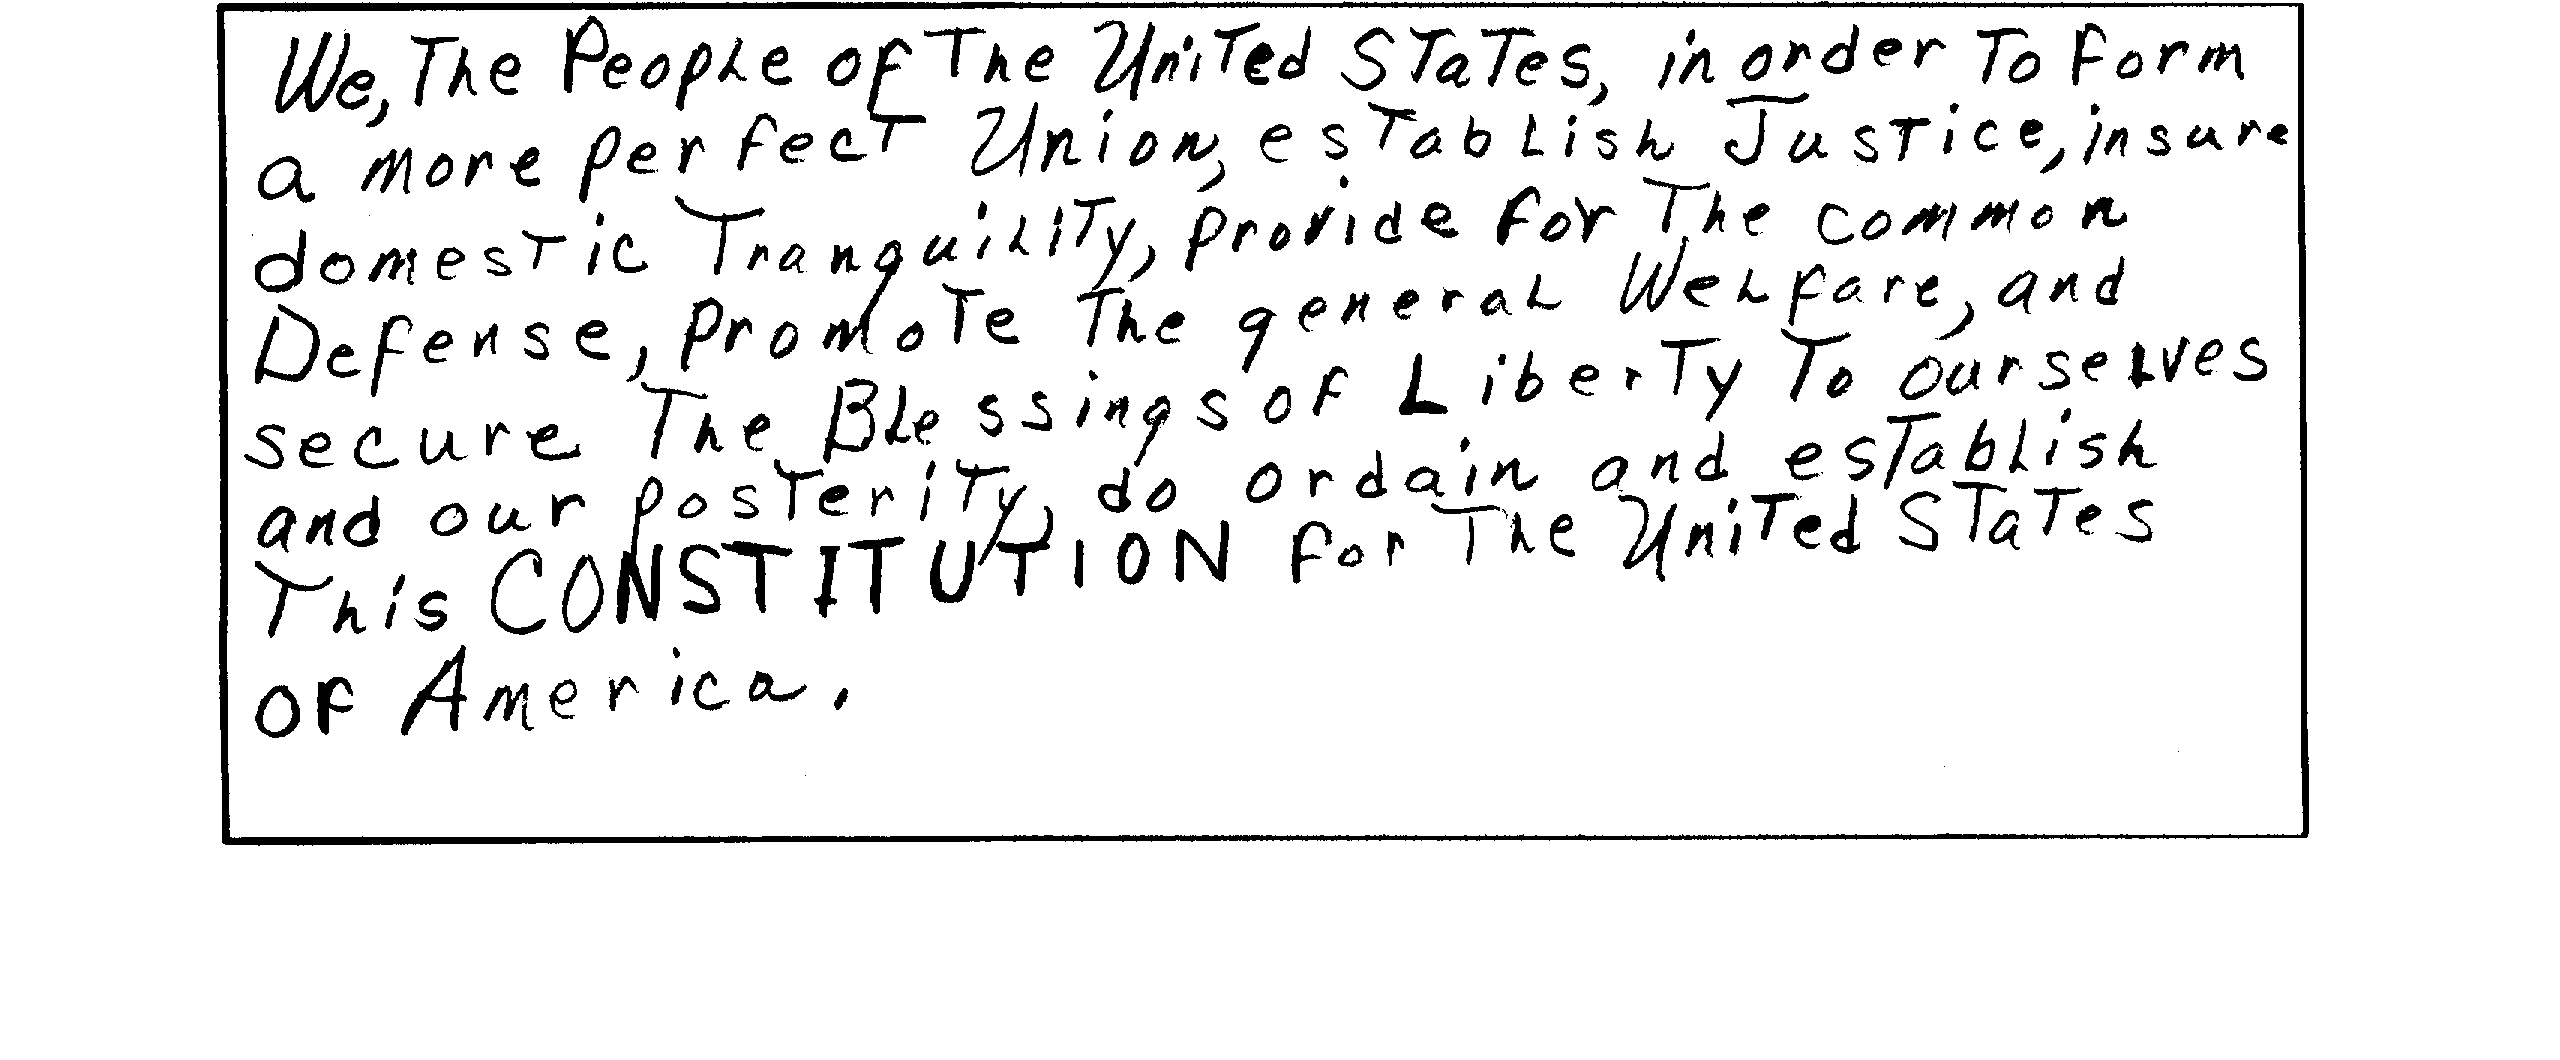 We, The People of The United States, in order To form
a more perfect Union, establish Justice, insure
domestic Tranquility, provide for The common
Defense, promote The general Welfare, and
secure The Blessings of Liberty To ourselves
and our posterity, do ordain and establish
This CONSTITUTION for The United States
of America.